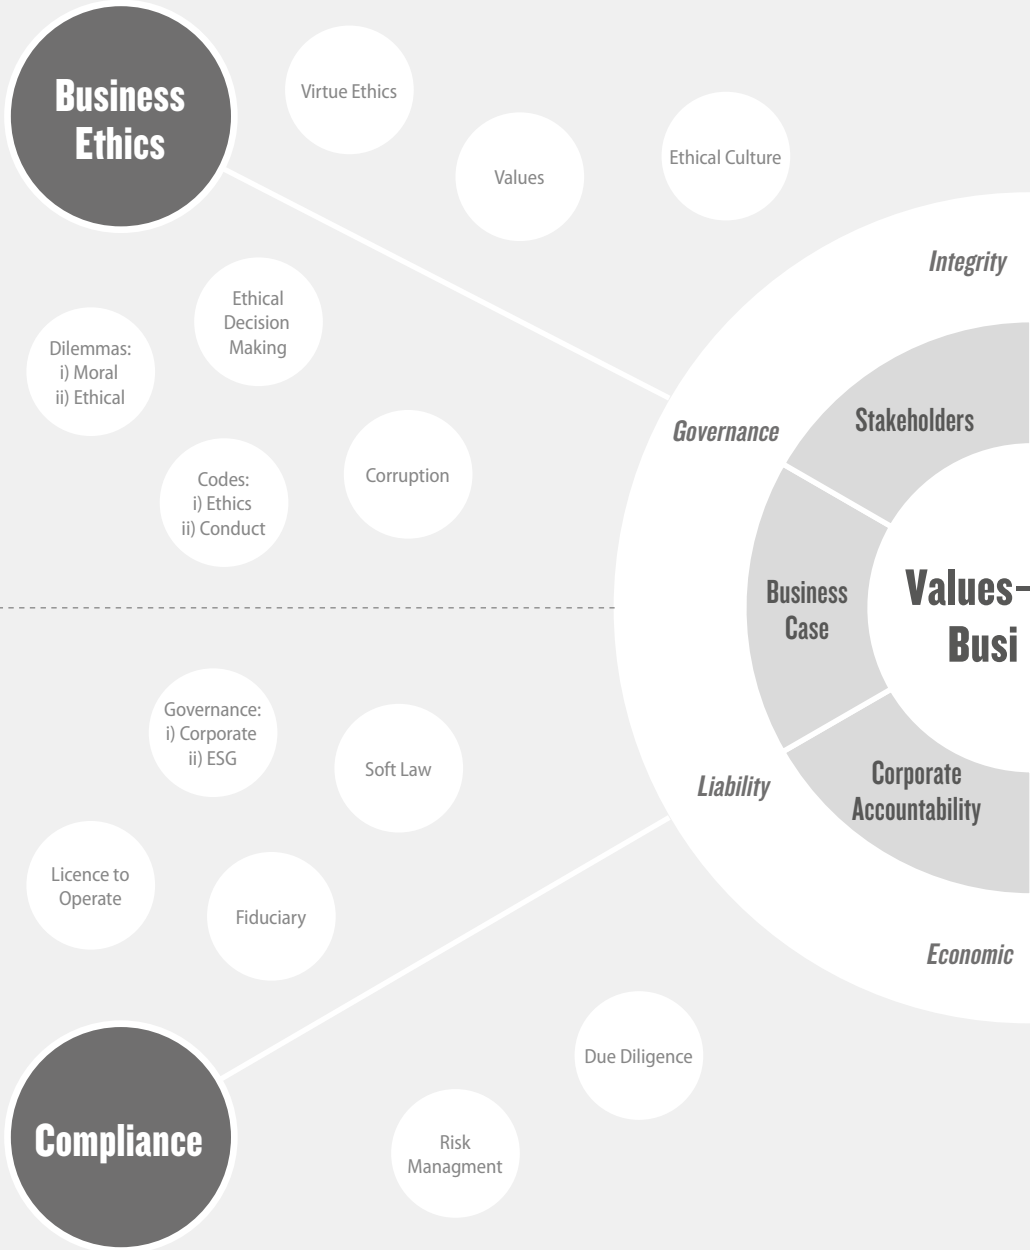 Business
Ethics
Virtue Ethics
Values
Ethical Culture
Integrity
Ethical
Decision
Making
Dilemmas:
i) Moral
ii) Ethical
Stakeholders
Governance
Codes:
i) Ethics
ii) Conduct
Corruption
Business
Case
Values–
Busi
Governance:
i) Corporate
ii) ESG
Soft Law
Liability
Corporate
Accountability
Licence to
Operate
Fiduciary
Economic
Due Diligence
Compliance
Risk
Managment